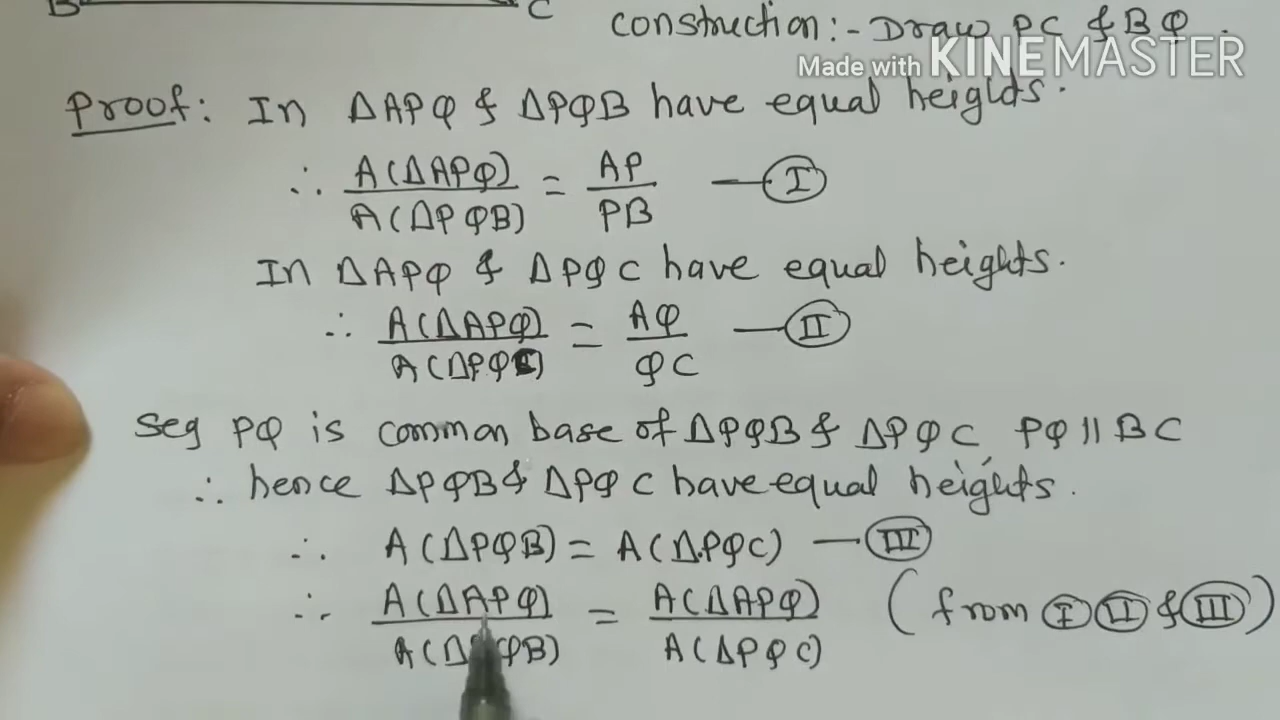 B C
Construction:- Draw PC & BQ.
Made with KINEMASTER
Proof: In ΔAPQ & ΔPQB have equal heights.
∴ A(ΔAPQ) / A(ΔPQB) = AP / PB — I
In ΔAPQ & ΔPQC have equal heights.
∴ A(ΔAPQ) / A(ΔPQC) = AQ / QC — II
Seg PQ is common base of ΔPQB & ΔPQC, PQ || BC
∴ hence ΔPQB & ΔPQC have equal heights.
∴ A(ΔPQB) = A(ΔPQC) — III
∴ A(ΔAPQ) / A(ΔPQB) = A(ΔAPQ) / A(ΔPQC) (from I II & III)